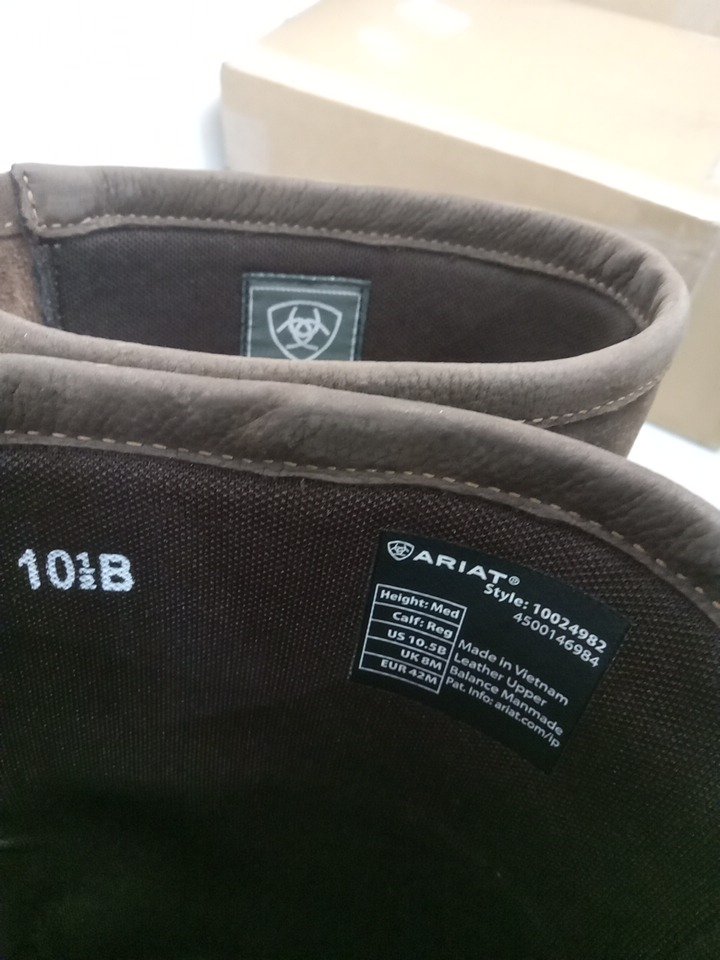 10½B
ARIAT®
Style: 10024982
4500146984
Height: Med
Calf: Reg
US 10.5B
UK 8M
EUR 42M
Made in Vietnam
Leather Upper
Balance Manmade
Pat. Info: ariat.com/ip